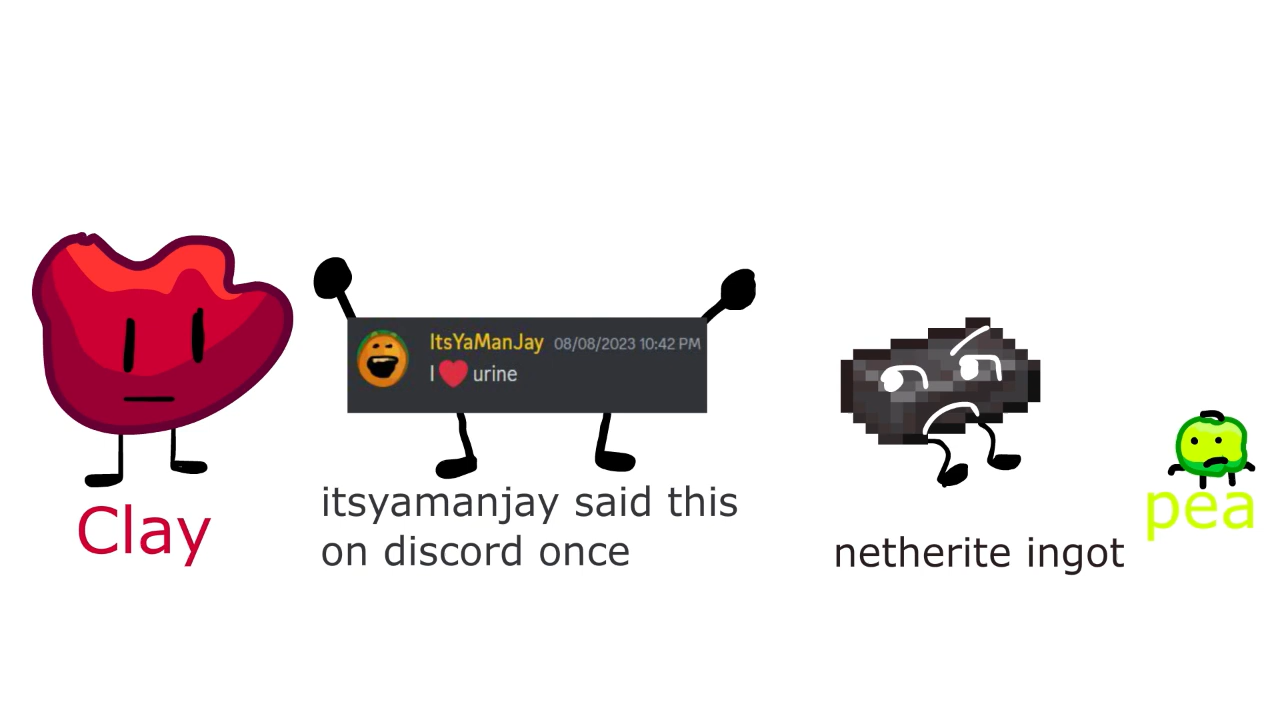 ItsYaManJay 08/08/2023 10:42 PM
I ❤️ urine
Clay
itsyamanjay said this
on discord once
netherite ingot
pea